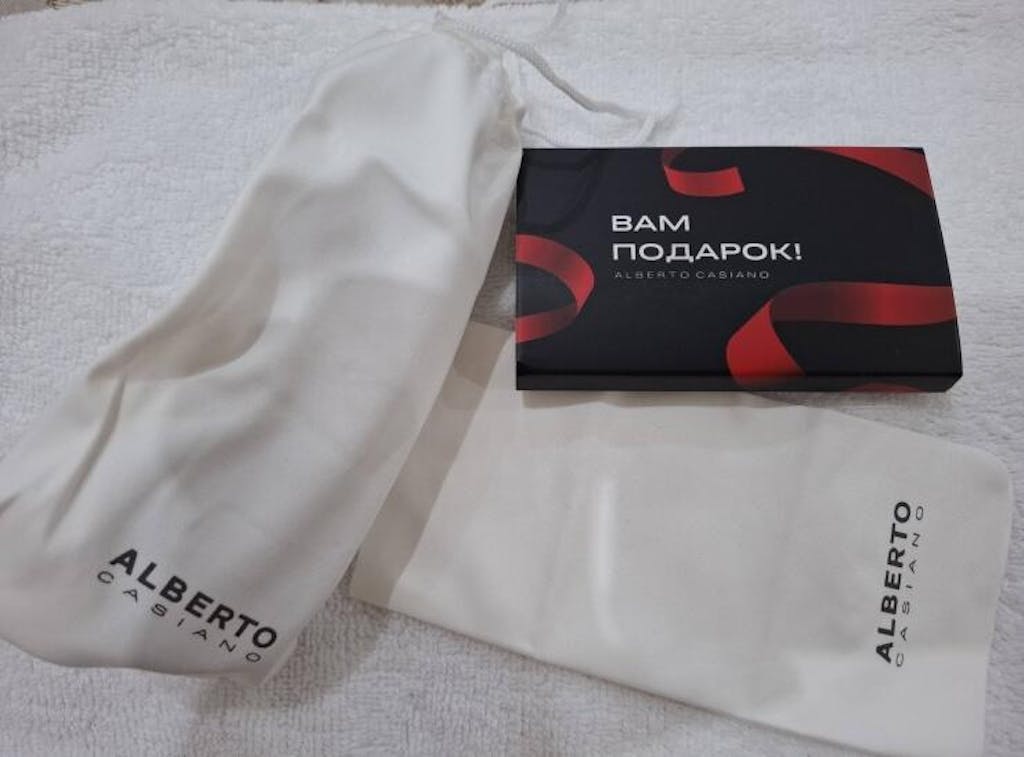 ВАМ
ПОДАРОК!
ALBERTO CASIANO
ALBERTO
CASIANO
ALBERTO
CASIANO